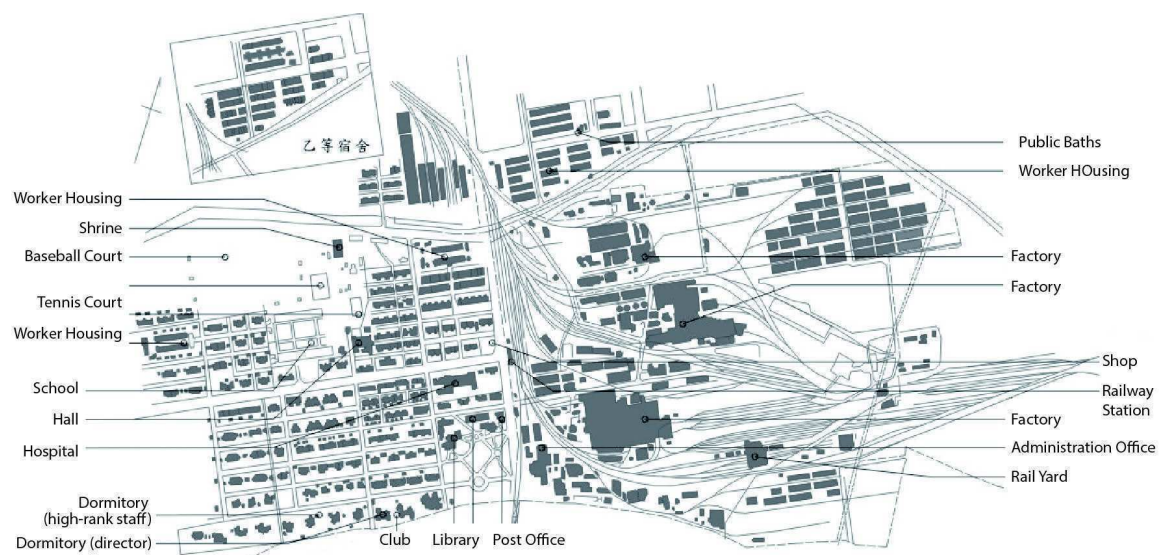 乙等宿舍
Worker Housing
Shrine
Baseball Court
Tennis Court
Worker Housing
School
Hall
Hospital
Dormitory
(high-rank staff)
Dormitory (director)
Club
Library
Post Office
Public Baths
Worker HOusing
Factory
Factory
Shop
Railway
Station
Factory
Administration Office
Rail Yard